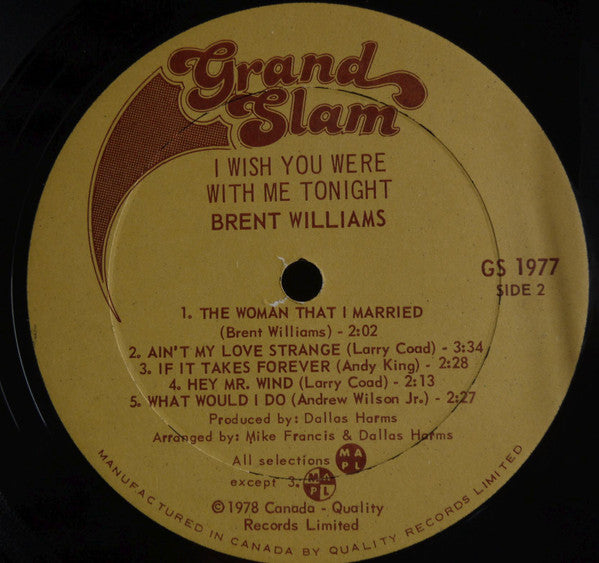 Grand
Slam
I WISH YOU WERE
WITH ME TONIGHT
BRENT WILLIAMS
GS 1977
SIDE 2
1. THE WOMAN THAT I MARRIED
(Brent Williams) - 2:02
2. AIN'T MY LOVE STRANGE (Larry Coad) - 3:34
3. IF IT TAKES FOREVER (Andy King) - 2:28
4. HEY MR. WIND (Larry Coad) - 2:13
5. WHAT WOULD I DO (Andrew Wilson Jr.) - 2:27
Produced by: Dallas Harms
Arranged by: Mike Francis & Dallas Harms
All selections MAPL
except 3. MAPL
©1978 Canada - Quality
Records Limited
MANUFACTURED IN CANADA BY QUALITY RECORDS LIMITED